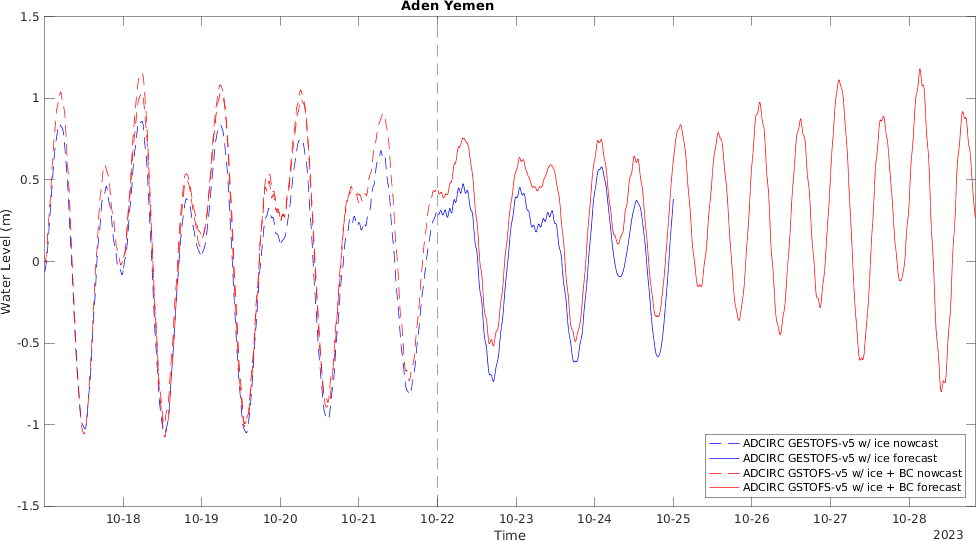 Aden Yemen
1.5
1
0.5
0
-0.5
-1
-1.5
Water Level (m)
10-18 10-19 10-20 10-21 10-22 10-23 10-24 10-25 10-26 10-27 10-28
Time
2023
ADCIRC GESTOFS-v5 w/ ice nowcast
ADCIRC GESTOFS-v5 w/ ice forecast
ADCIRC GSTOFS-v5 w/ ice + BC nowcast
ADCIRC GSTOFS-v5 w/ ice + BC forecast